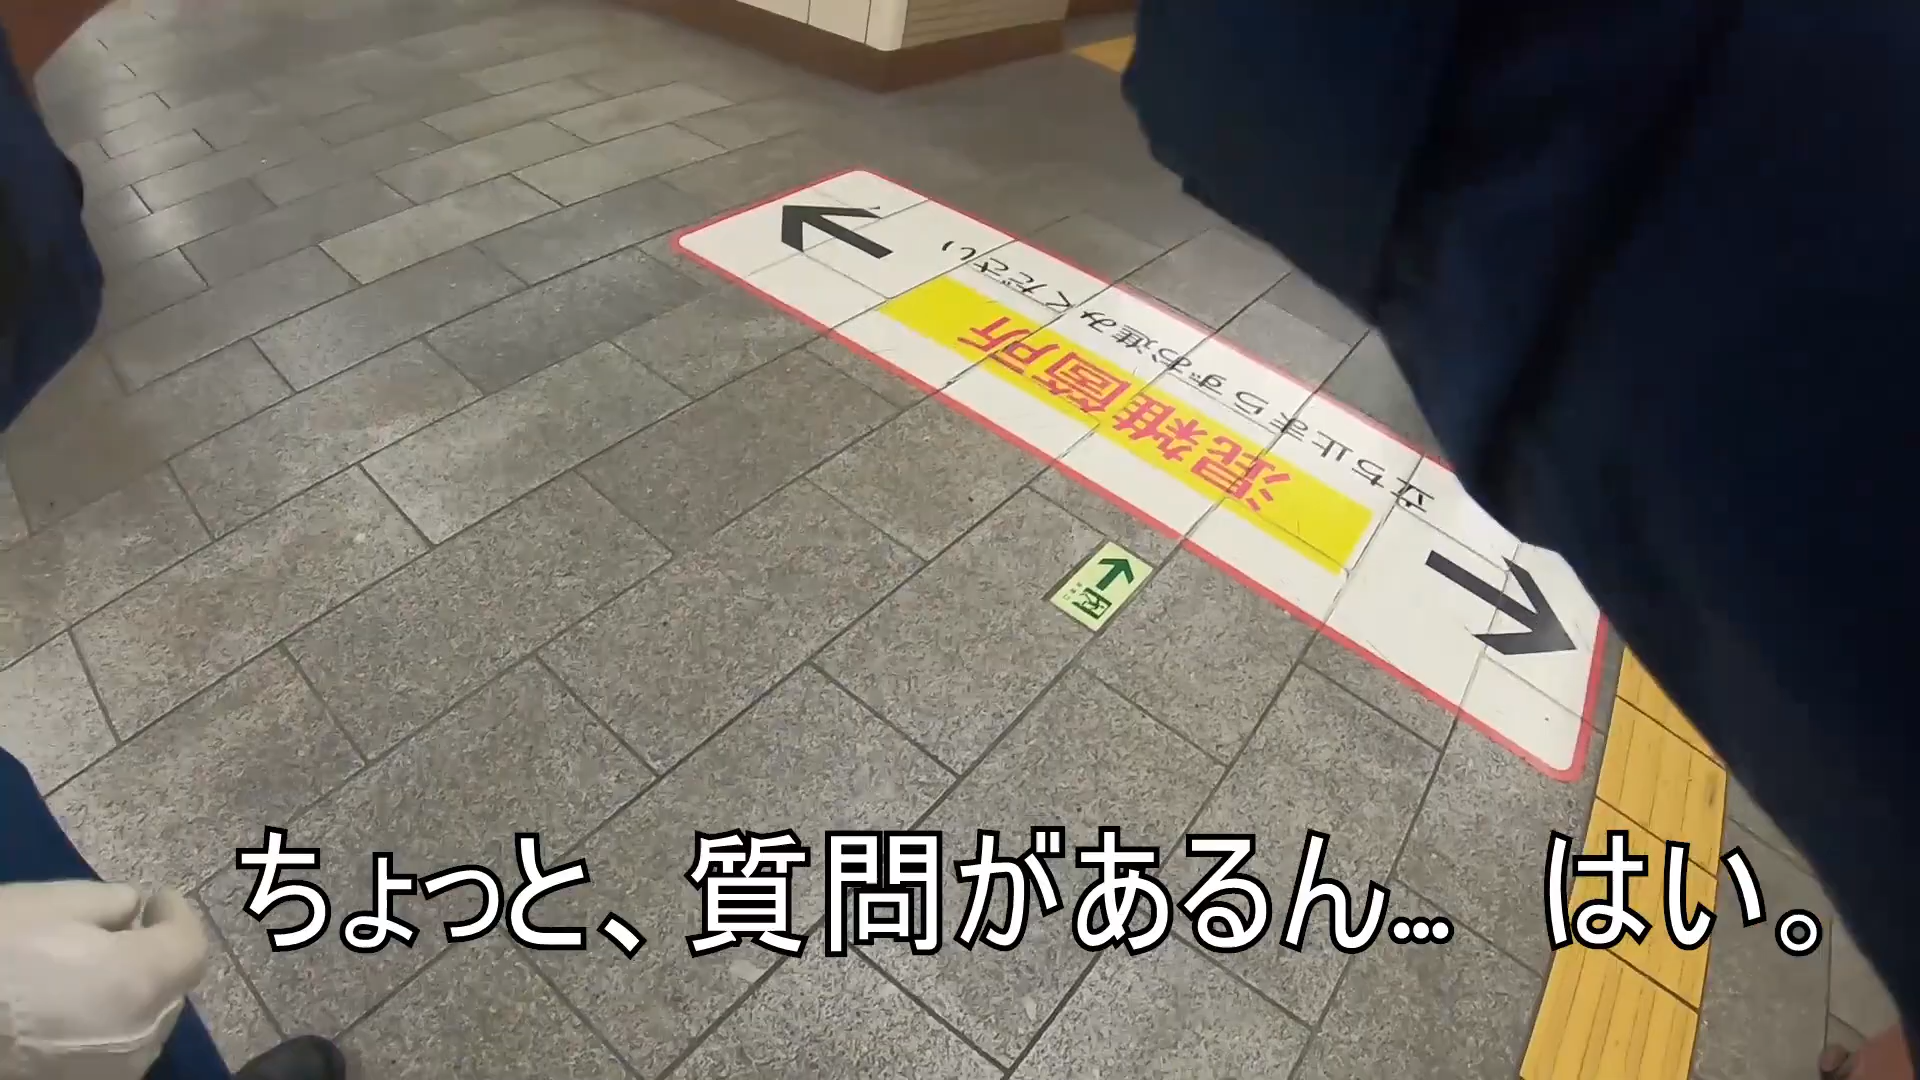 立ち止まらずお進みください
混雑箇所
ちょっと、質問があるん… はい。